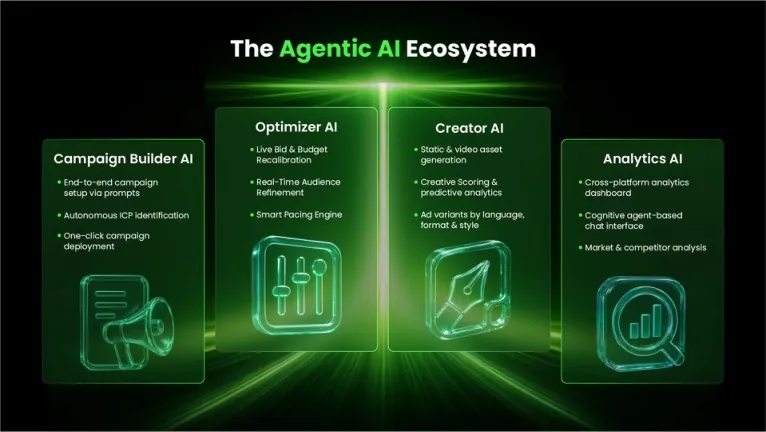 The Agentic AI Ecosystem
Campaign Builder AI
End-to-end campaign
setup via prompts
Autonomous ICP identification
One-click campaign
deployment
Optimizer AI
Live Bid & Budget
Recalibration
Real-Time Audience
Refinement
Smart Pacing Engine
Creator AI
Static & video asset
generation
Creative Scoring &
predictive analytics
Ad variants by language,
format & style
Analytics AI
Cross-platform analytics
dashboard
Cognitive agent-based
chat interface
Market & competitor analysis